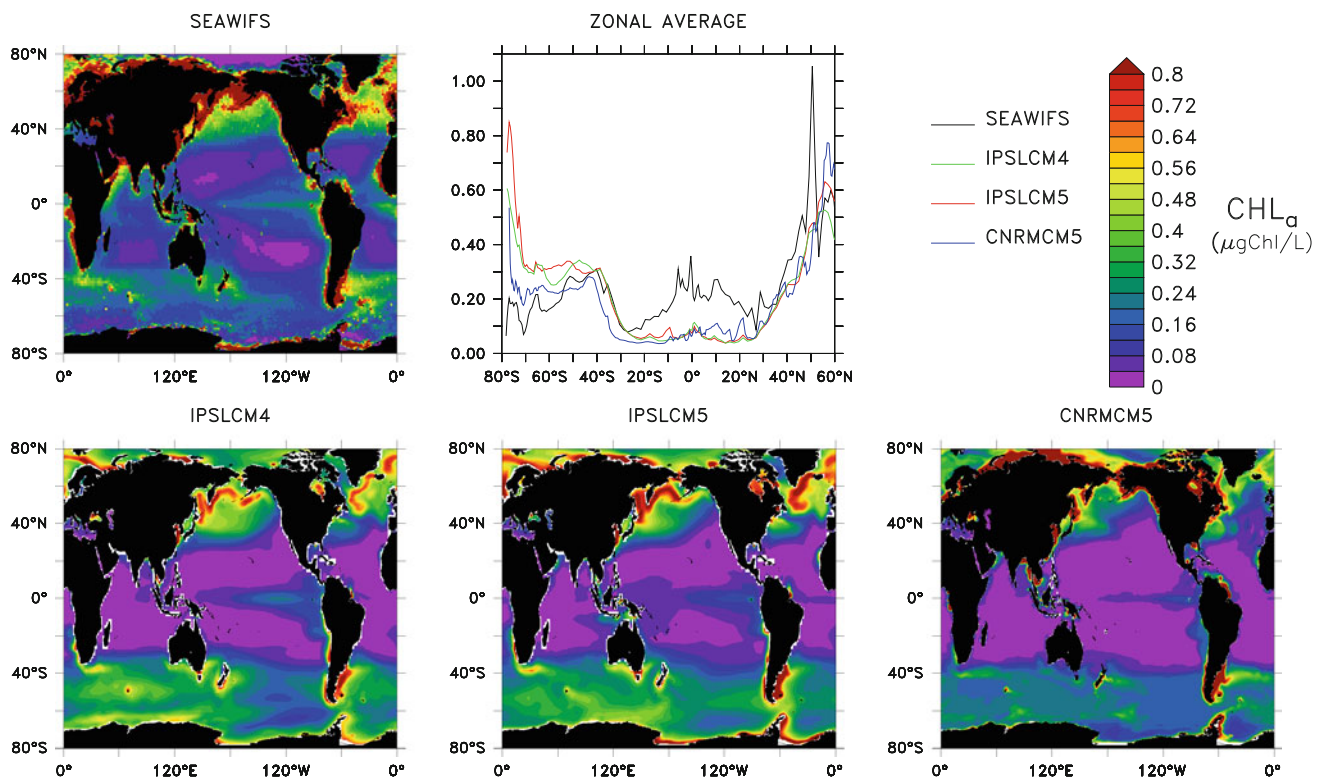 SEAWIFS
80°N
40°N
0°
40°S
80°S
0°
120°E
120°W
0°
ZONAL AVERAGE
1.00
0.80
0.60
0.40
0.20
0.00
80°S
60°S
40°S
20°S
0°
20°N
40°N
60°N
SEAWIFS
IPSLCM4
IPSLCM5
CNRMCM5
0.8
0.72
0.64
0.56
0.48
0.4
0.32
0.24
0.16
0.08
0
CHLa
(μgChl/L)
IPSLCM4
80°N
40°N
0°
40°S
80°S
0°
120°E
120°W
0°
IPSLCM5
80°N
40°N
0°
40°S
80°S
0°
120°E
120°W
0°
CNRMCM5
80°N
40°N
0°
40°S
80°S
0°
120°E
120°W
0°